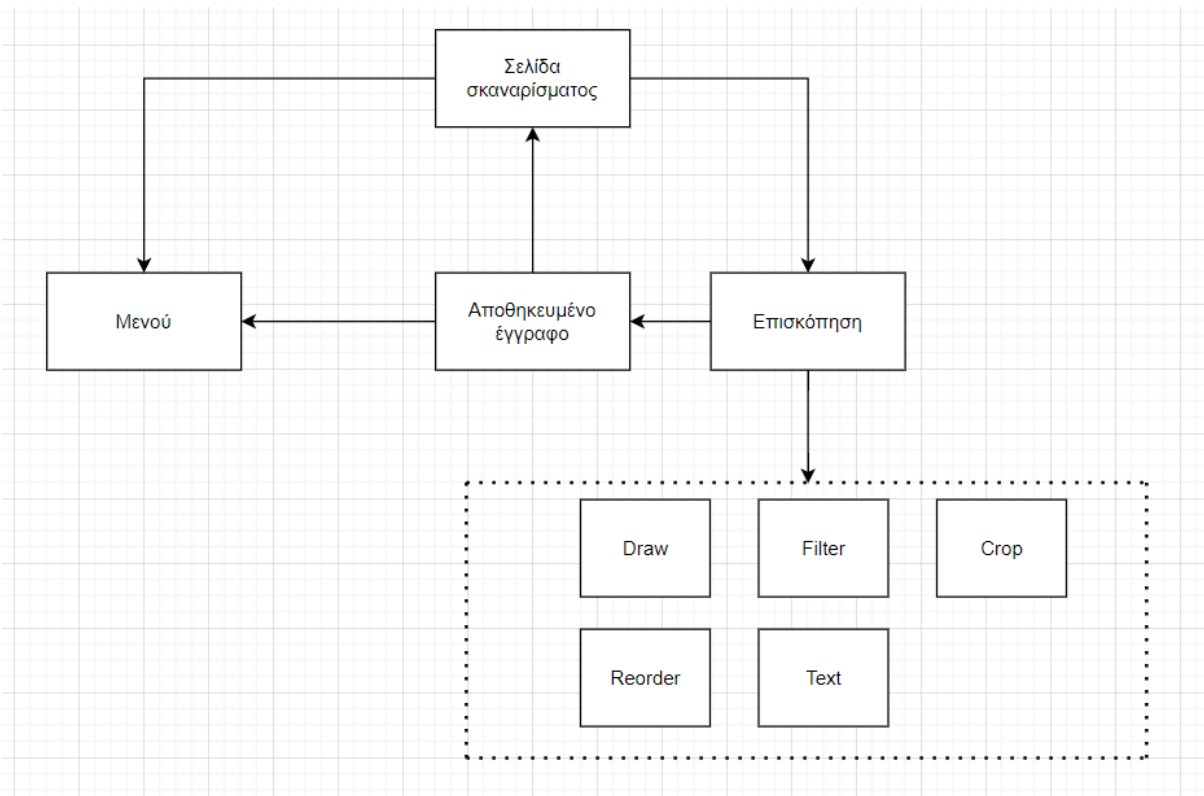 Σελίδα
σκαναρίσματος
Μενού
Αποθηκευμένο
έγγραφο
Επισκόπηση
Draw
Filter
Crop
Reorder
Text